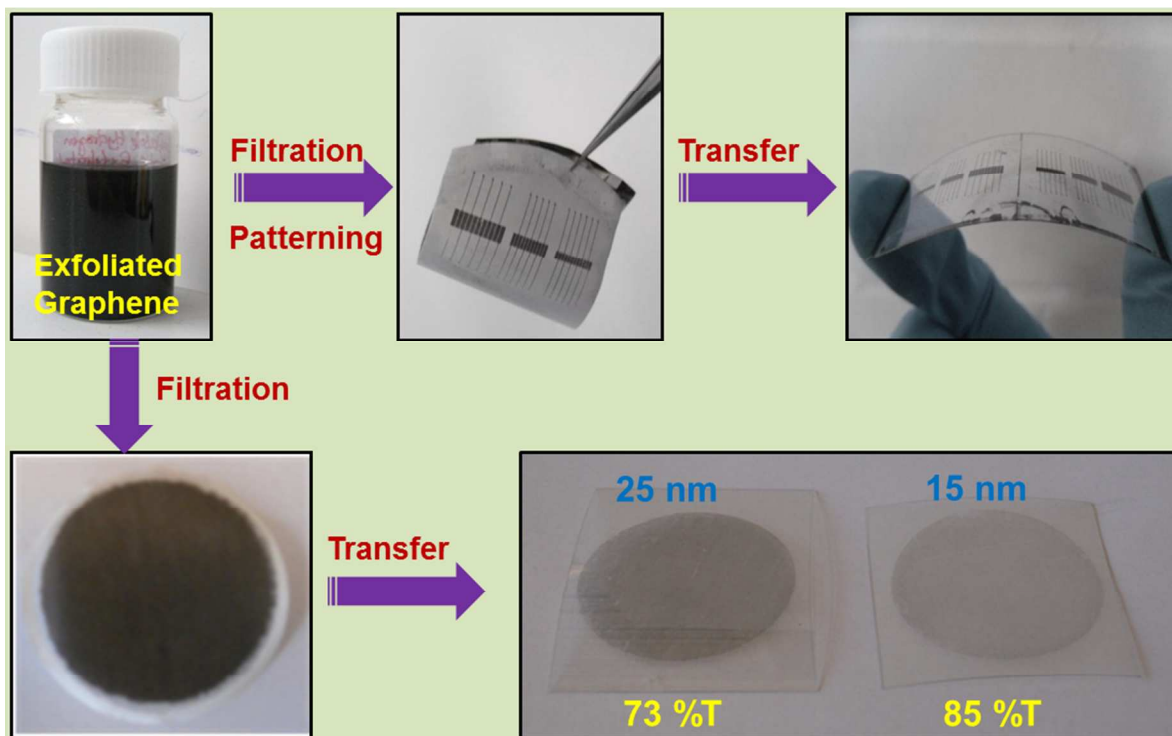 Exfoliated
Graphene
Filtration
Patterning
Transfer
Filtration
Transfer
25 nm
15 nm
73 %T
85 %T